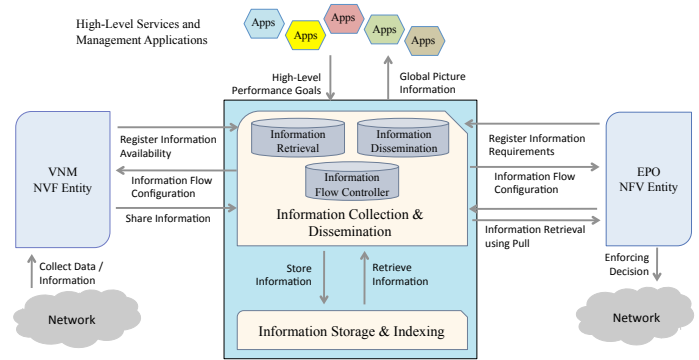 High-Level Services and
Management Applications
Apps
Apps
Apps
Apps
Apps
High-Level
Performance Goals
Global Picture
Information
VNM
NVF Entity
Register Information
Availability
Information Flow
Configuration
Share Information
Collect Data /
Information
Network
Information
Retrieval
Information
Dissemination
Information
Flow Controller
Information Collection &
Dissemination
Store
Information
Retrieve
Information
Information Storage & Indexing
Register Information
Requirements
Information Flow
Configuration
Information Retrieval
using Pull
EPO
NFV Entity
Enforcing
Decision
Network